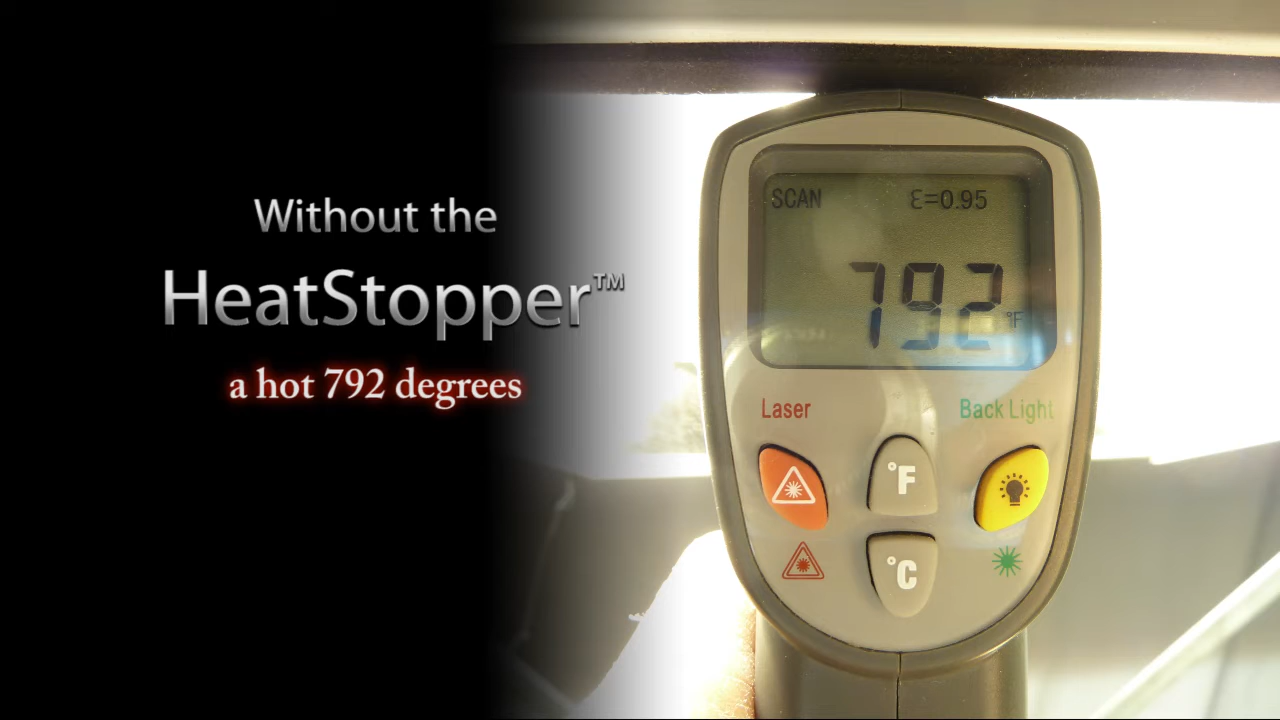 Without the
HeatStopper™
a hot 792 degrees
SCAN ε=0.95
792 °F
Laser Back Light
°F
°C